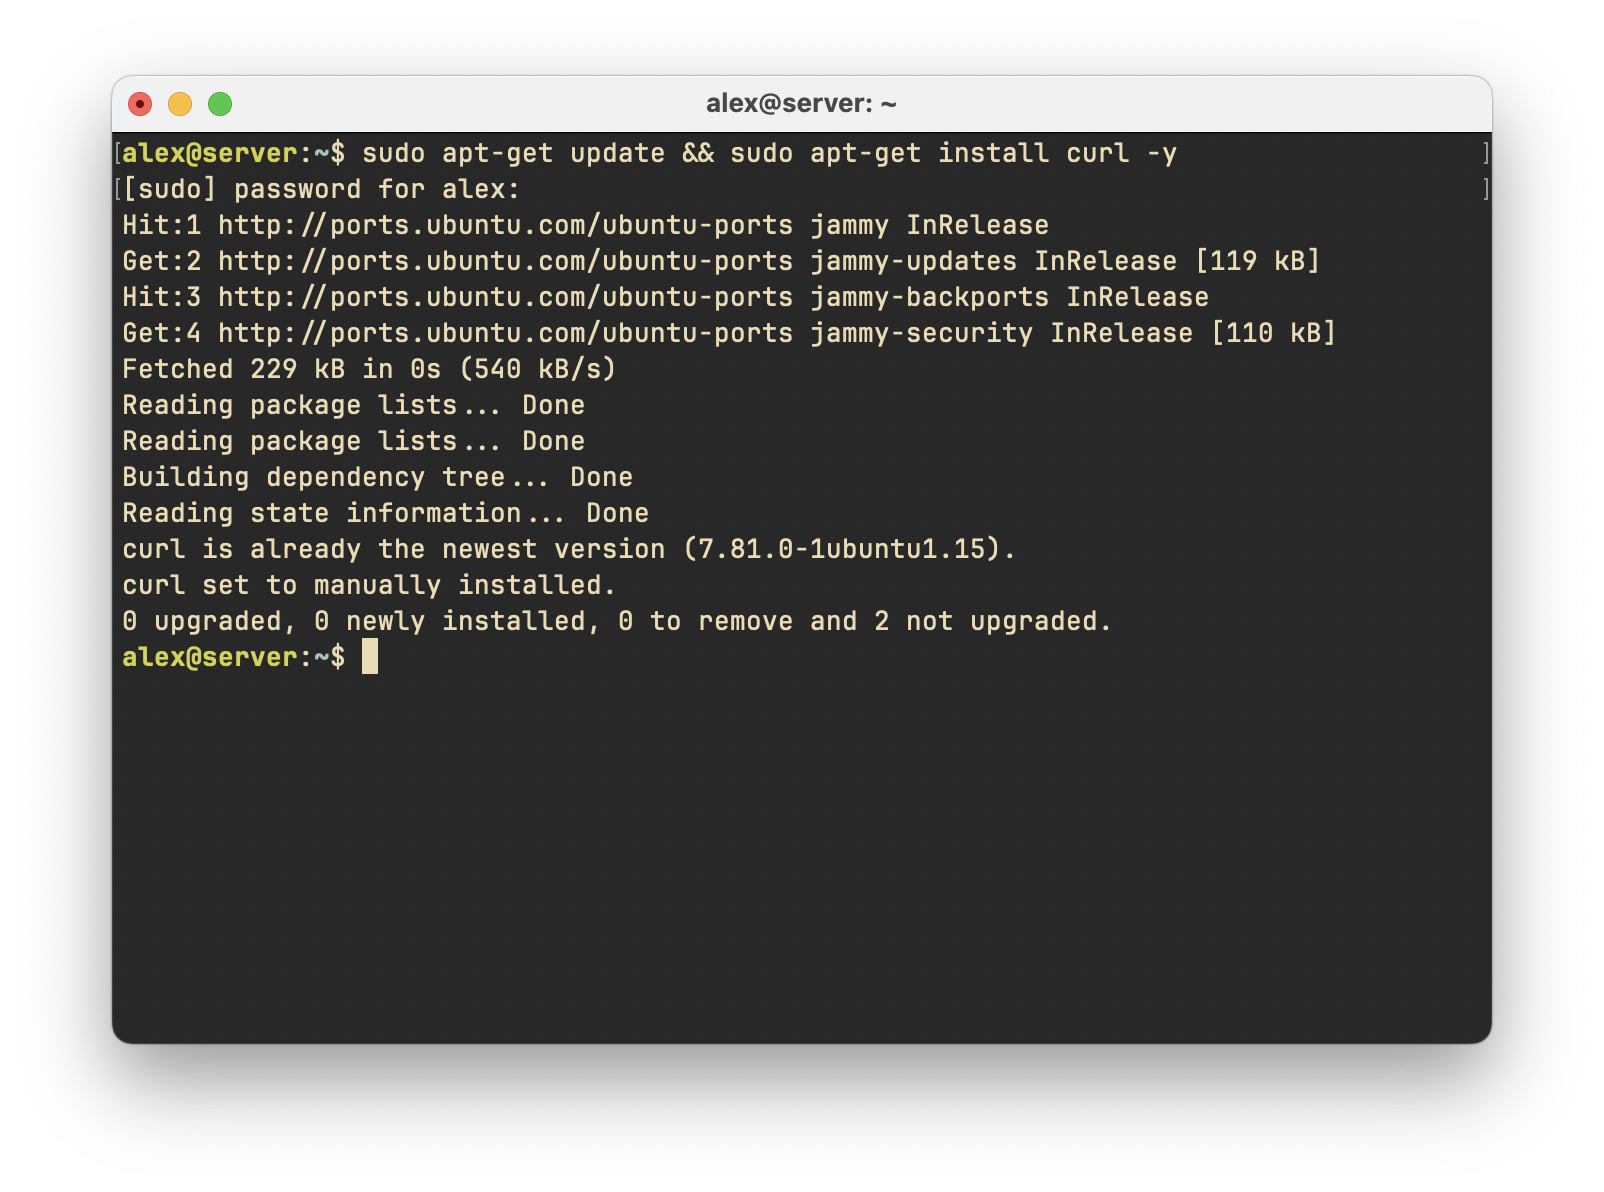 alex@server: ~
[alex@server:~$ sudo apt-get update && sudo apt-get install curl -y ]
[[sudo] password for alex: ]
Hit:1 http://ports.ubuntu.com/ubuntu-ports jammy InRelease
Get:2 http://ports.ubuntu.com/ubuntu-ports jammy-updates InRelease [119 kB]
Hit:3 http://ports.ubuntu.com/ubuntu-ports jammy-backports InRelease
Get:4 http://ports.ubuntu.com/ubuntu-ports jammy-security InRelease [110 kB]
Fetched 229 kB in 0s (540 kB/s)
Reading package lists... Done
Reading package lists... Done
Building dependency tree... Done
Reading state information... Done
curl is already the newest version (7.81.0-1ubuntu1.15).
curl set to manually installed.
0 upgraded, 0 newly installed, 0 to remove and 2 not upgraded.
alex@server:~$